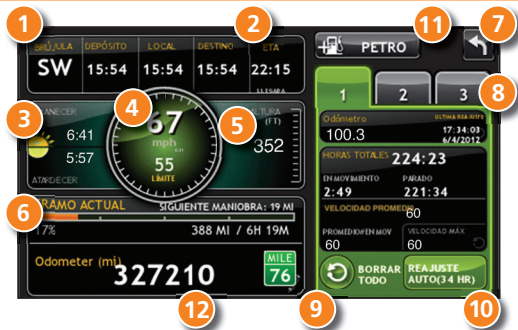 1
2
11
7
BRÚJULA DEPÓSITO LOCAL DESTINO ETA
SW 15:54 15:54 15:54 22:15
PETRO
3
4
5
6:41
5:57
ATARDECER
67
mph
55
LÍMITE
(FT)
352
1 2 3
8
Odómetro ULTIMA REAJUSTE
100.3 17:34:03
6/4/2012
HORAS TOTALES 224:23
EN MOVIMIENTO PARADO
2:49 221:34
VELOCIDAD PROMEDIO 60
PROMEDIO/EN MOV VELOCIDAD MÁX
60 60
6
TRAMO ACTUAL SIGUIENTE MANIOBRA: 19 MI
17% 388 MI / 6H 19M
Odometer (mi)
327210
MILE
76
BORRAR TODO
REAJUSTE
AUTO(34 HR)
12
9
10